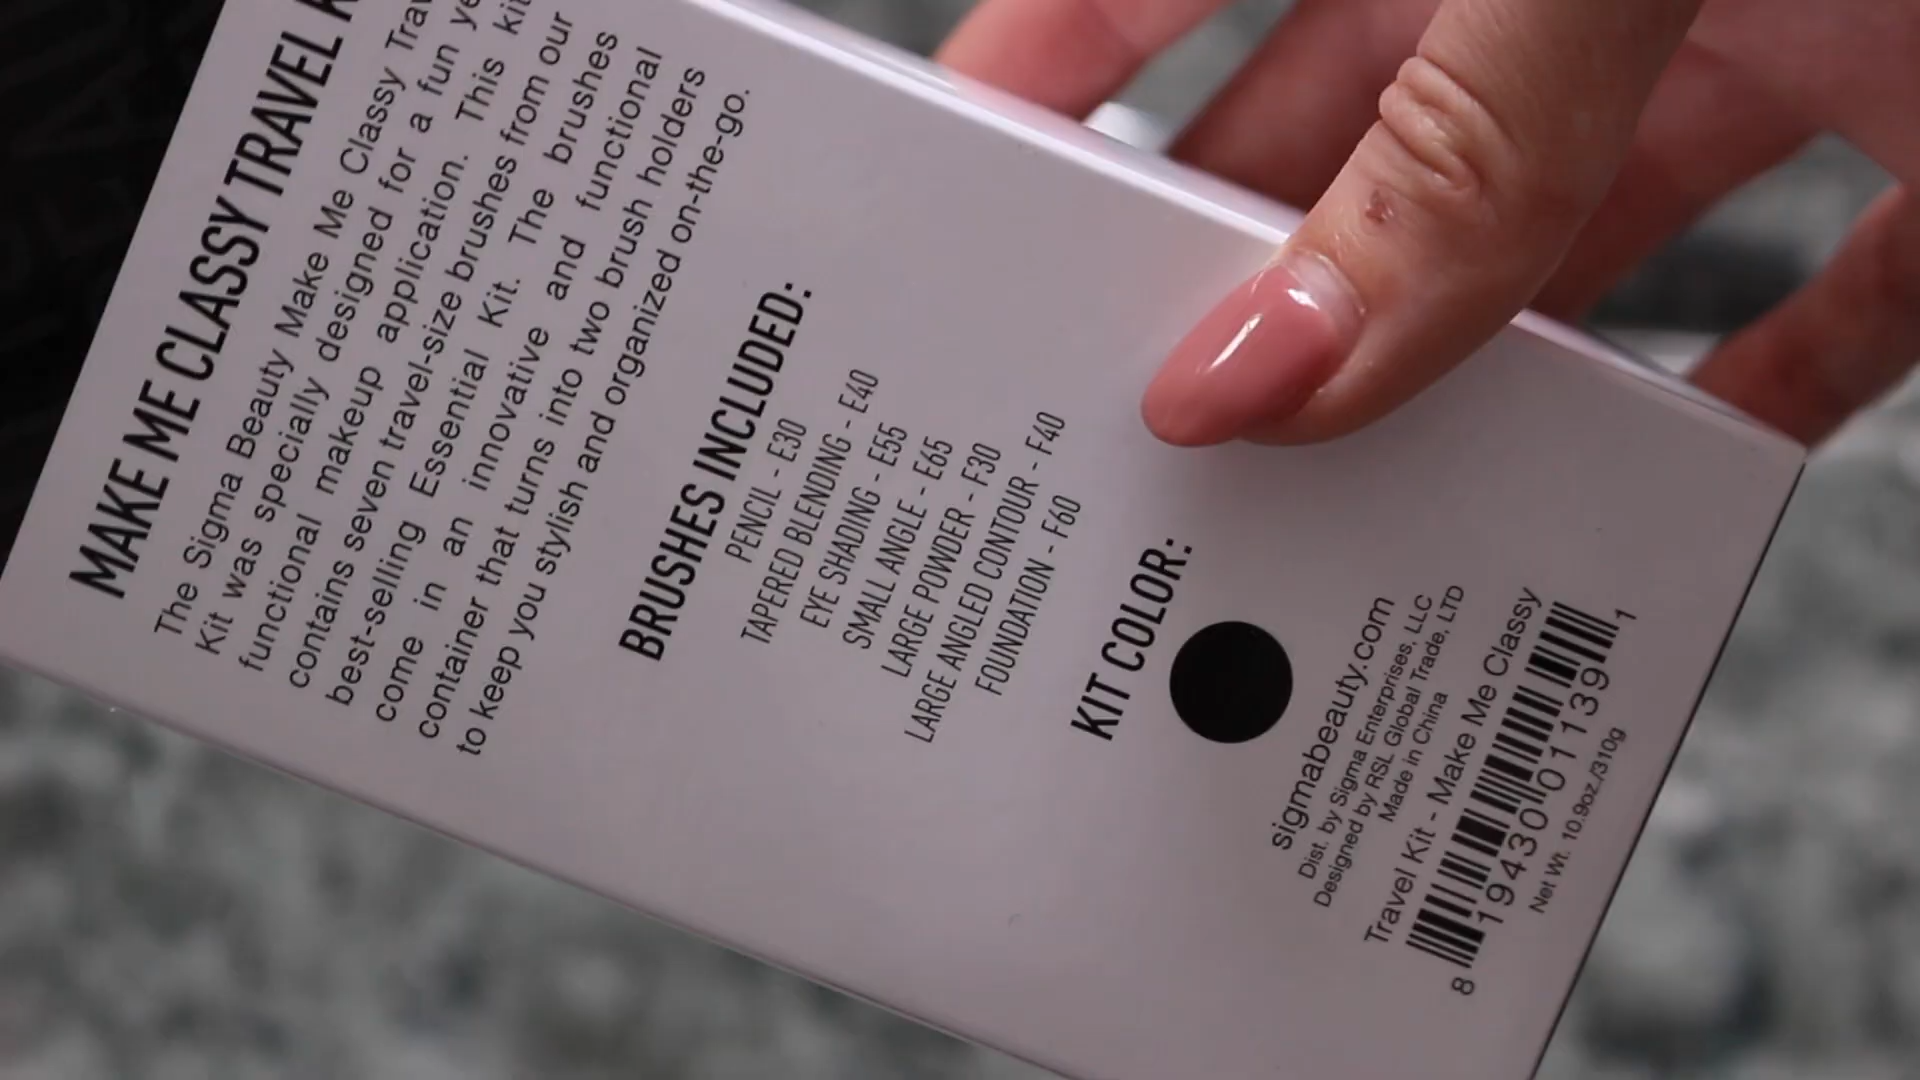 MAKE ME CLASSY TRAVEL
The Sigma Beauty Make Me Classy
Kit was specially designed for a fun
functional makeup application. This kit
contains seven travel-size brushes from our
best-selling Essential Kit. The brushes
come in an innovative and functional
container that turns into two brush holders
to keep you stylish and organized on-the-go.
BRUSHES INCLUDED:
PENCIL - E30
TAPERED BLENDING - E40
EYE SHADING - E55
SMALL ANGLE - E65
LARGE POWDER - F30
LARGE ANGLED CONTOUR - F40
FOUNDATION - F60
KIT COLOR:
sigmabeauty.com
Dist. by Sigma Enterprises, LLC
Designed by RSL Global Trade, LTD
Made in China
Travel Kit - Make Me Classy
8 19430 01139 1
Net Wt. 10.9oz./310g